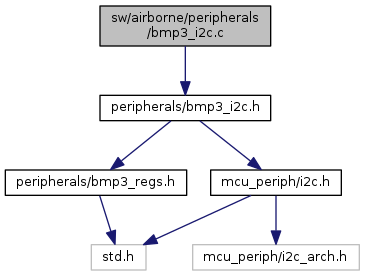 sw/airborne/peripherals
/bmp3_i2c.c
peripherals/bmp3_i2c.h
peripherals/bmp3_regs.h
mcu_periph/i2c.h
std.h
mcu_periph/i2c_arch.h